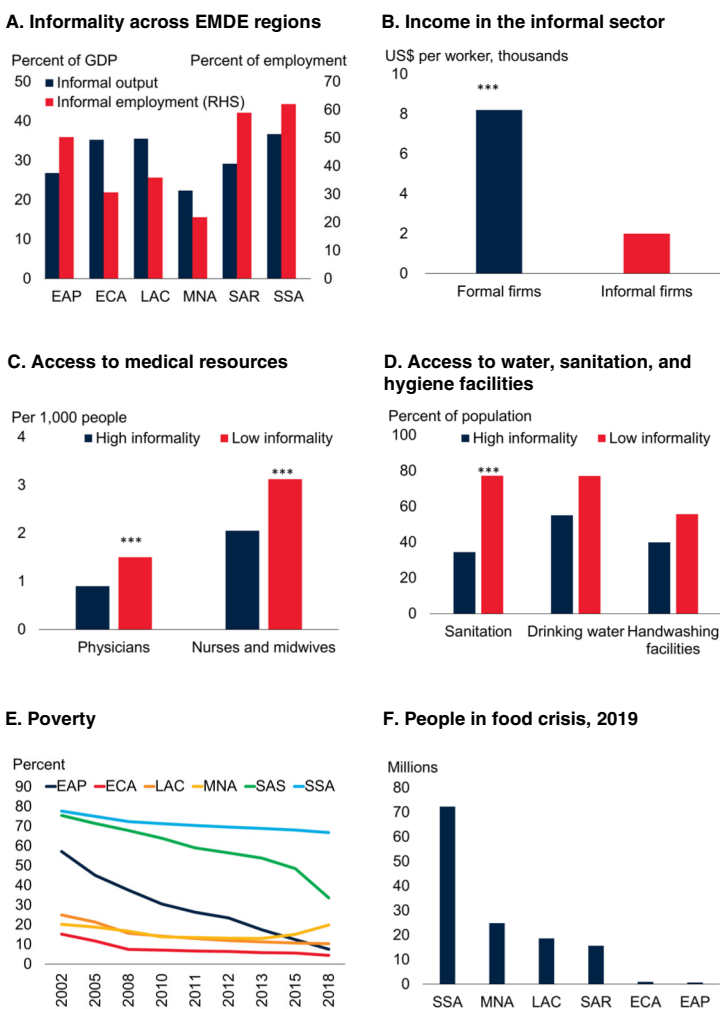 A. Informality across EMDE regions
Percent of GDP
Percent of employment
50
40
30
20
10
0
70
60
50
40
30
20
10
0
Informal output
Informal employment (RHS)
EAP ECA LAC MNA SAR SSA
B. Income in the informal sector
US$ per worker, thousands
10
8
6
4
2
0
***
Formal firms Informal firms
C. Access to medical resources
Per 1,000 people
4
3
2
1
0
High informality Low informality
***
***
Physicians Nurses and midwives
D. Access to water, sanitation, and
hygiene facilities
Percent of population
100
80
60
40
20
0
High informality Low informality
***
Sanitation Drinking water Handwashing
facilities
E. Poverty
Percent
90
80
70
60
50
40
30
20
10
0
EAP ECA LAC MNA SAS SSA
2002 2005 2008 2010 2011 2012 2013 2015 2018
F. People in food crisis, 2019
Millions
80
70
60
50
40
30
20
10
0
SSA MNA LAC SAR ECA EAP